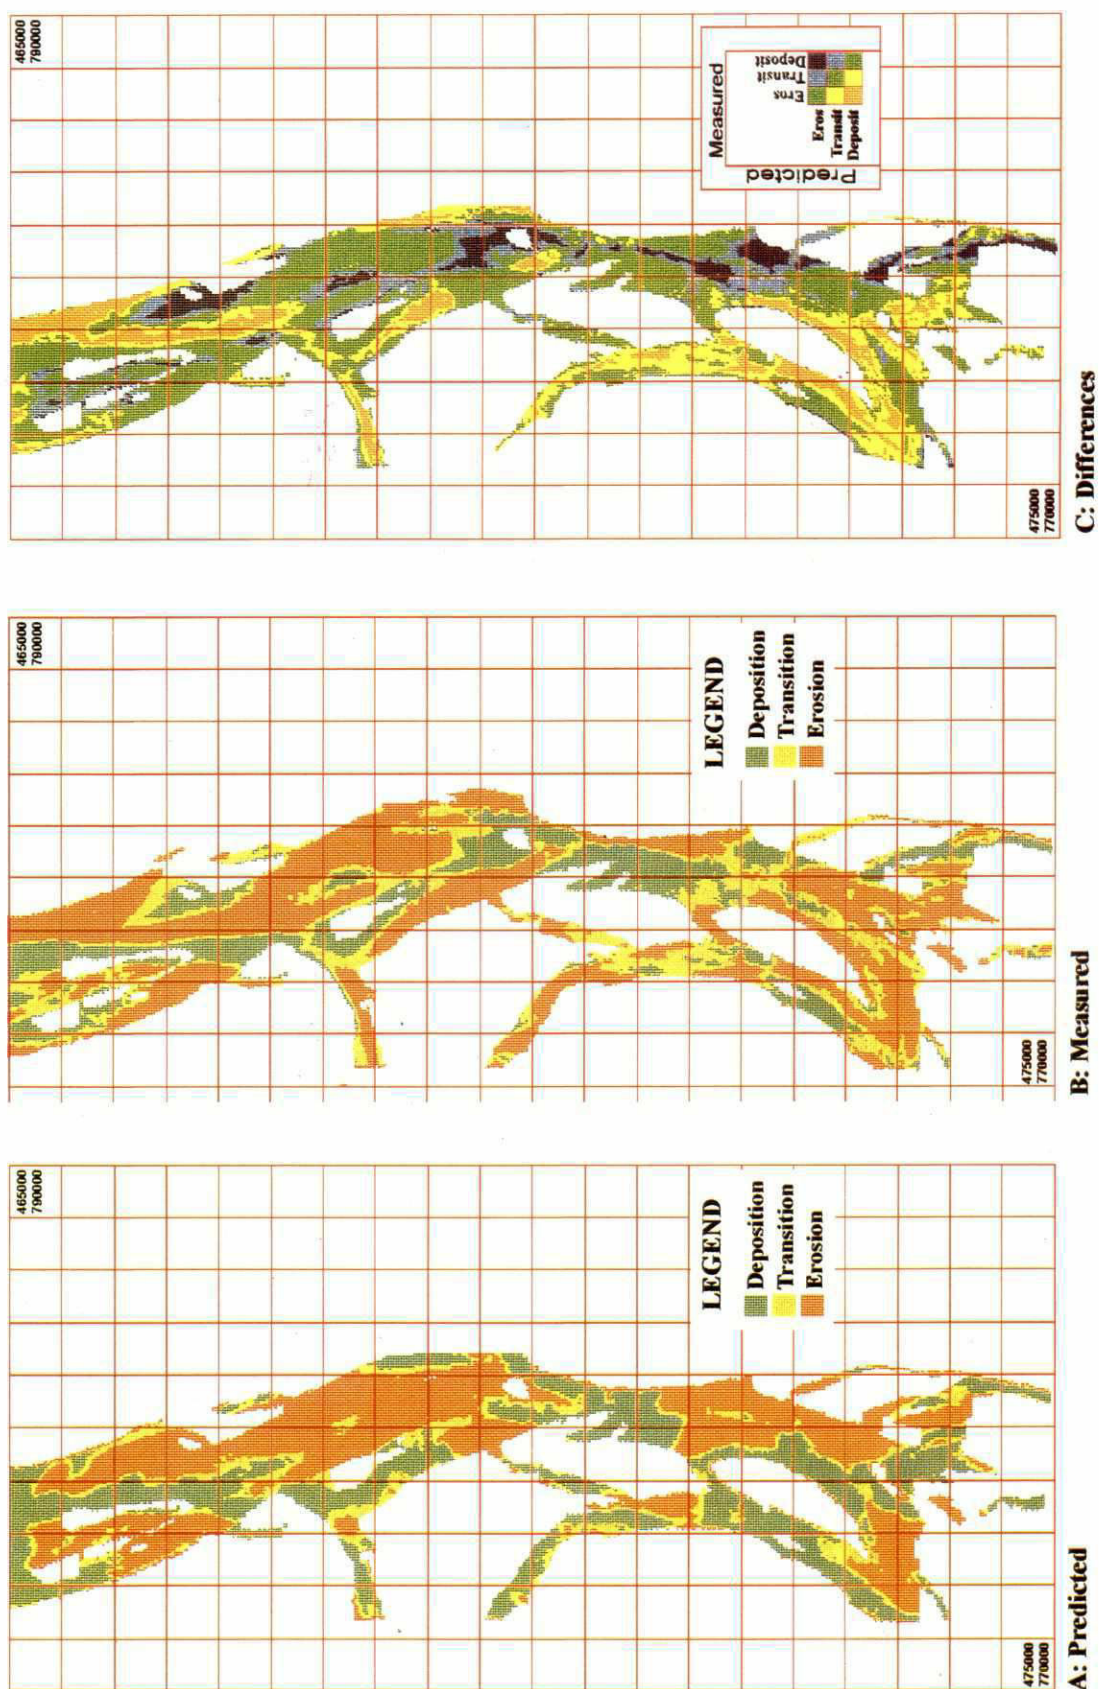 465000
790000
Measured
Eros
Transit
Deposit
Predicted
Eros
Transit
Deposit
475000
770000
C: Differences
465000
790000
LEGEND
Deposition
Transition
Erosion
475000
770000
B: Measured
465000
790000
LEGEND
Deposition
Transition
Erosion
475000
770000
A: Predicted